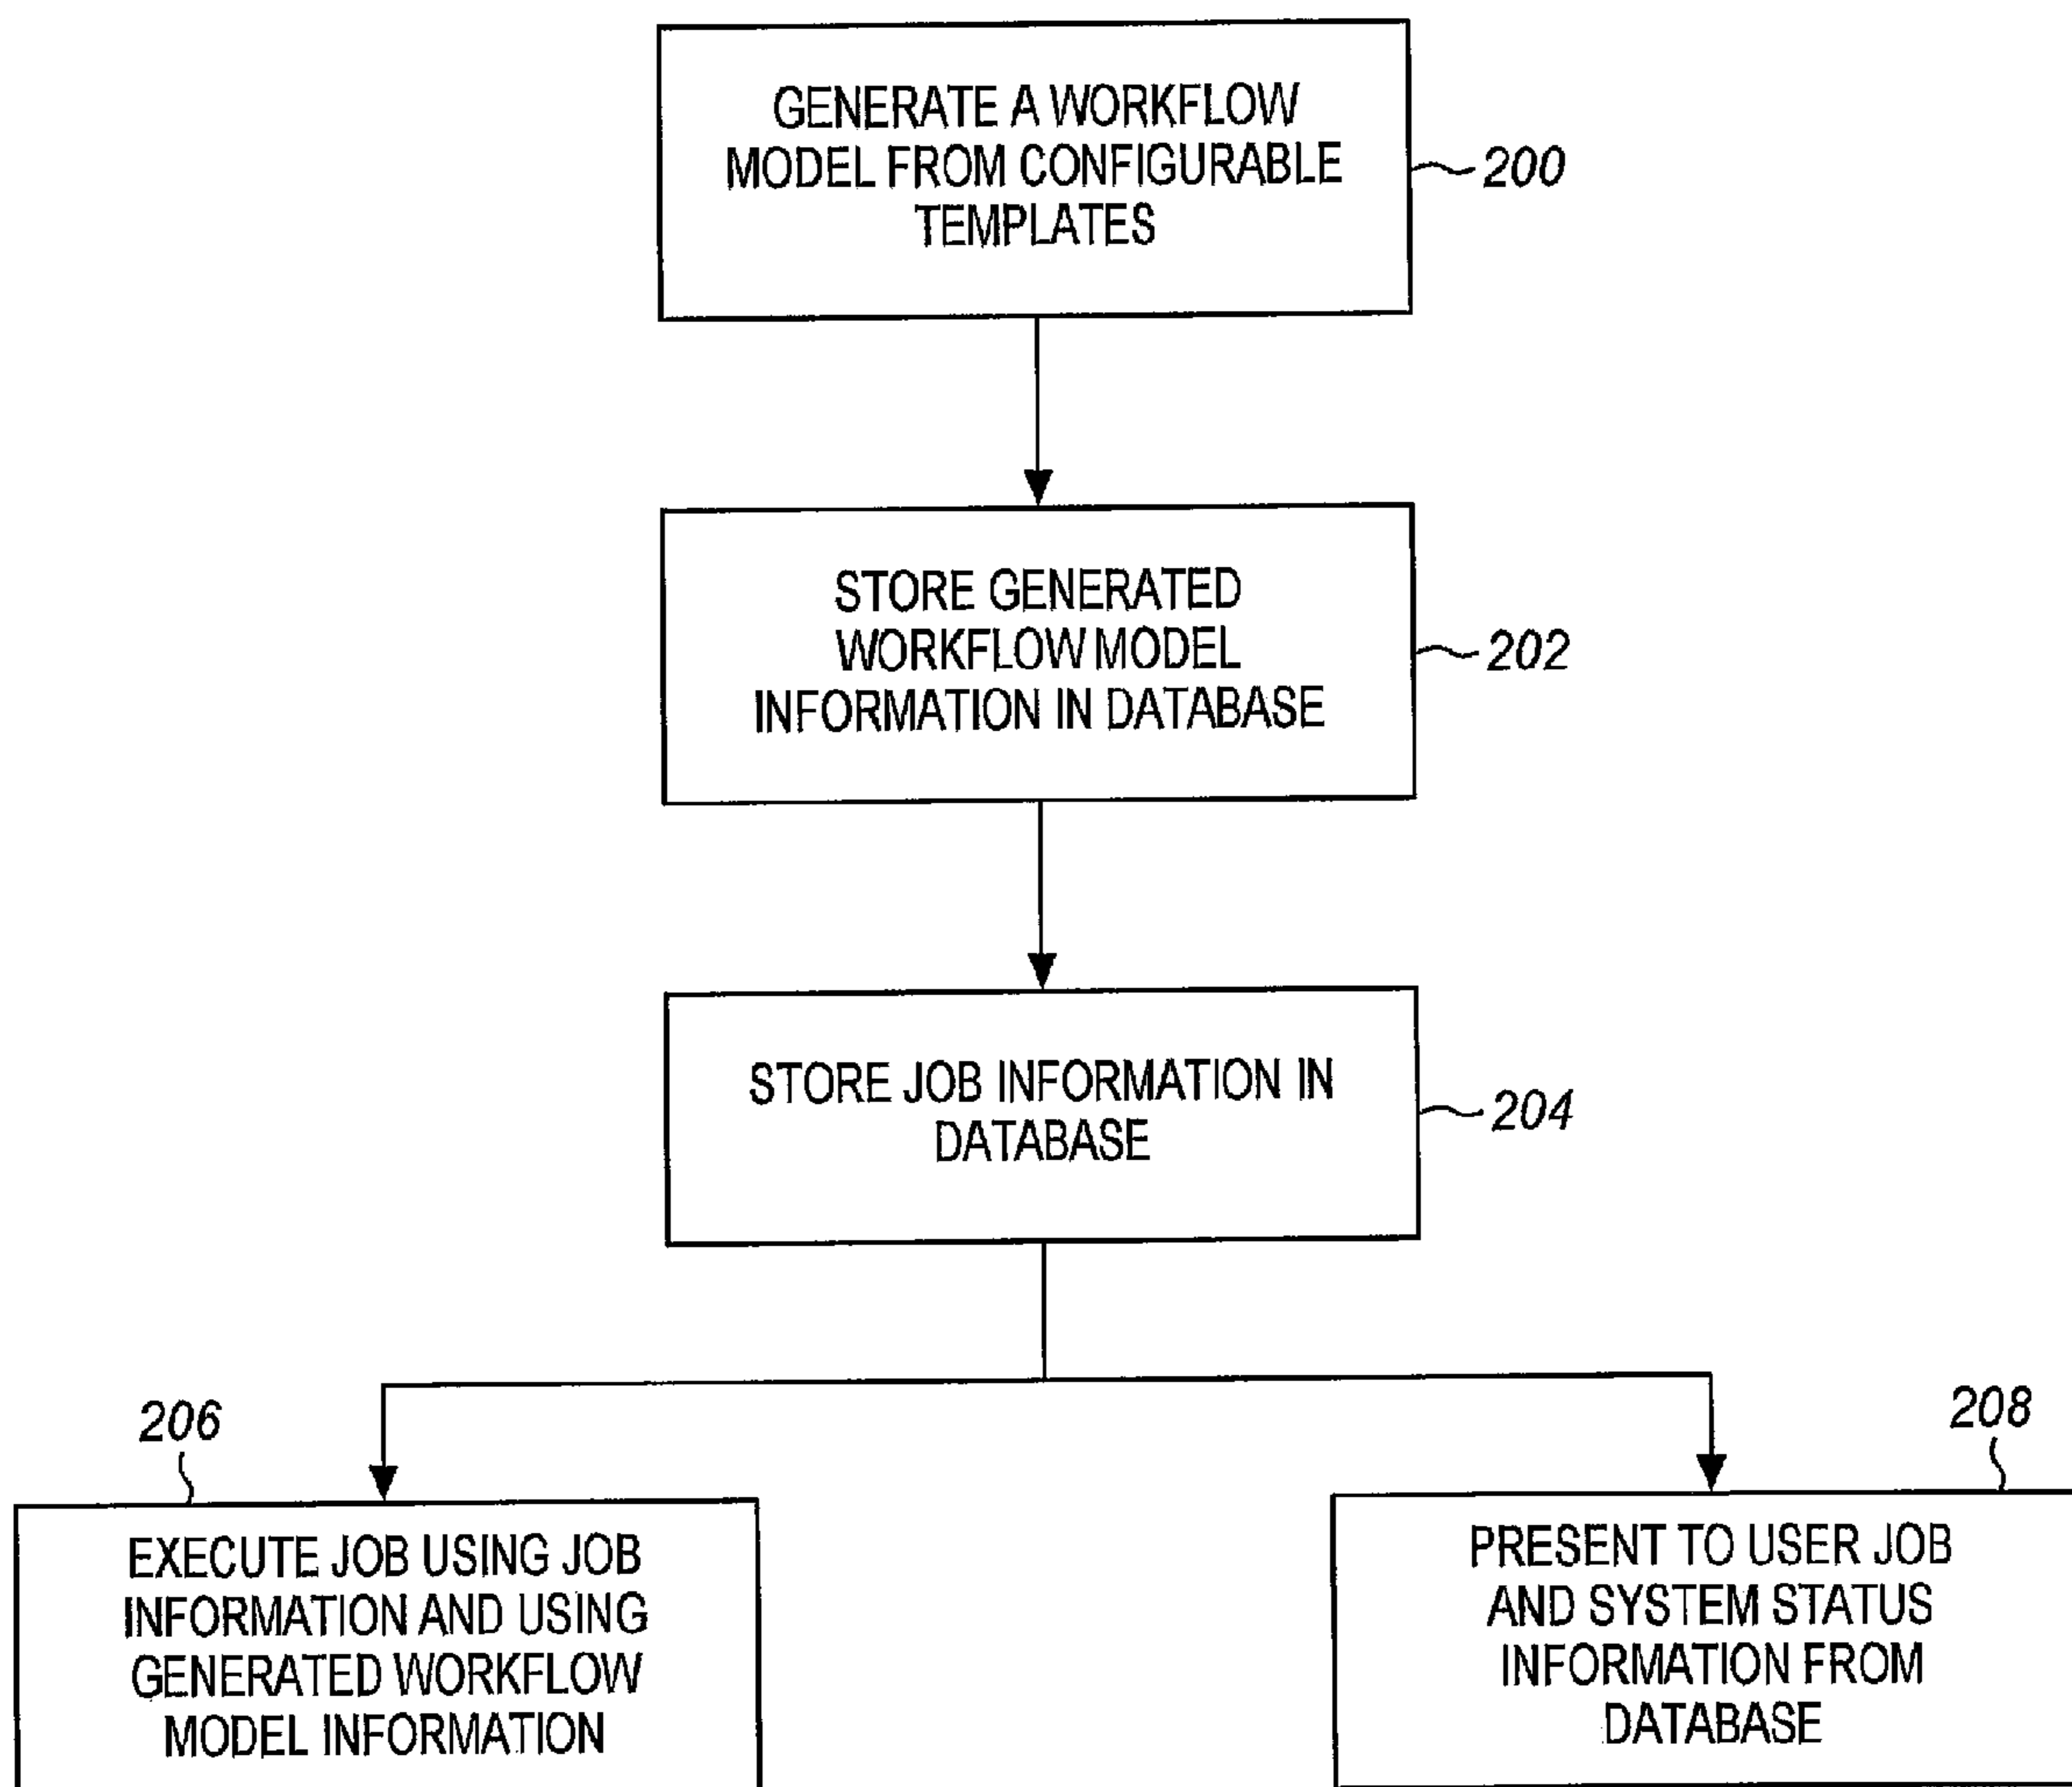 GENERATE A WORKFLOW
MODEL FROM CONFIGURABLE
TEMPLATES
200
STORE GENERATED
WORKFLOW MODEL
INFORMATION IN DATABASE
202
STORE JOB INFORMATION IN
DATABASE
204
206
EXECUTE JOB USING JOB
INFORMATION AND USING
GENERATED WORKFLOW
MODEL INFORMATION
208
PRESENT TO USER JOB
AND SYSTEM STATUS
INFORMATION FROM
DATABASE